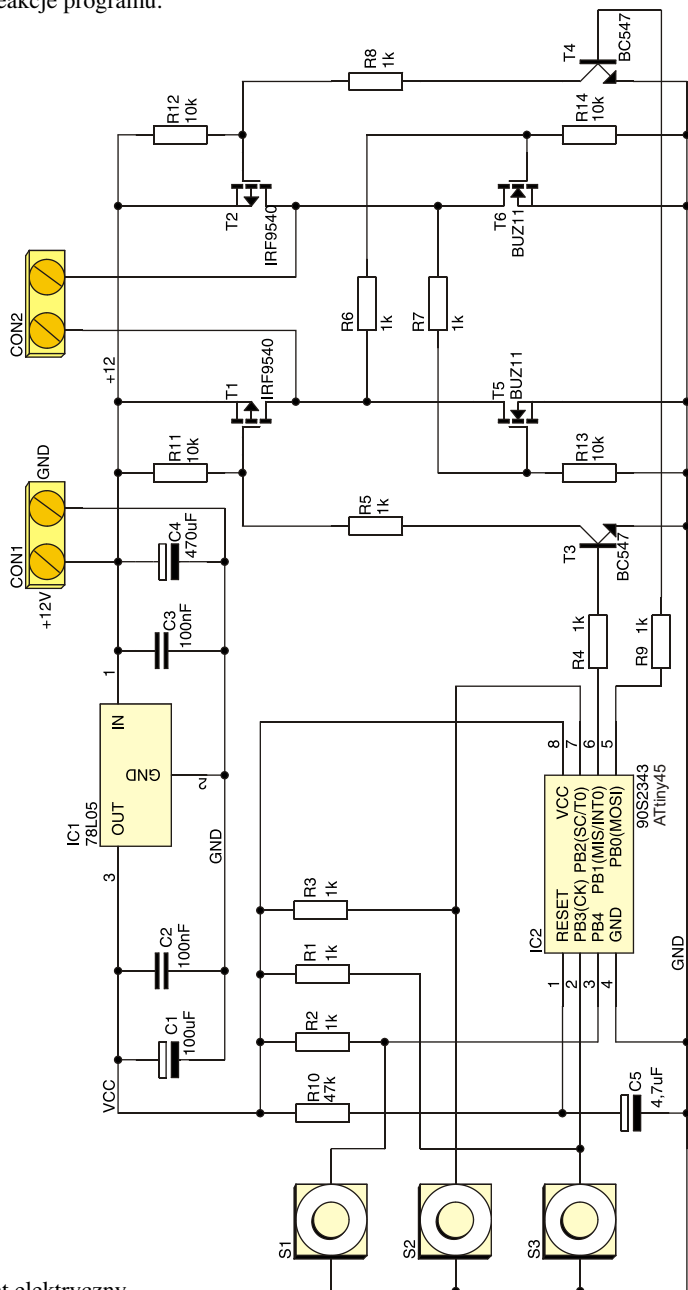 eakcje programu.
T4
BC547
R8
1k
R12
10k
R14
10k
T2
IRF9540
T6
BUZ11
CON2
R6
1k
R7
1k
+12
T1
IRF9540
T5
BUZ11
CON1
GND
+12V
R11
10k
R13
10k
C4
470uF
R5
1k
T3
BC547
C3
100nF
R4 1k
R9 1k
1
IN
GND
OUT
2
3
IC1
78L05
GND
8
7
6
5
VCC
PB2(SC/T0)
PB1(MIS/INT0)
PB0(MOSI)
RESET
PB3(CK)
PB4
GND
90S2343
ATtiny45
IC2
1
2
3
4
R3
1k
R1
1k
R2
1k
R10
47k
C2
100nF
C1
100uF
VCC
GND
C5
4,7uF
S1
S2
S3
t elektryczny